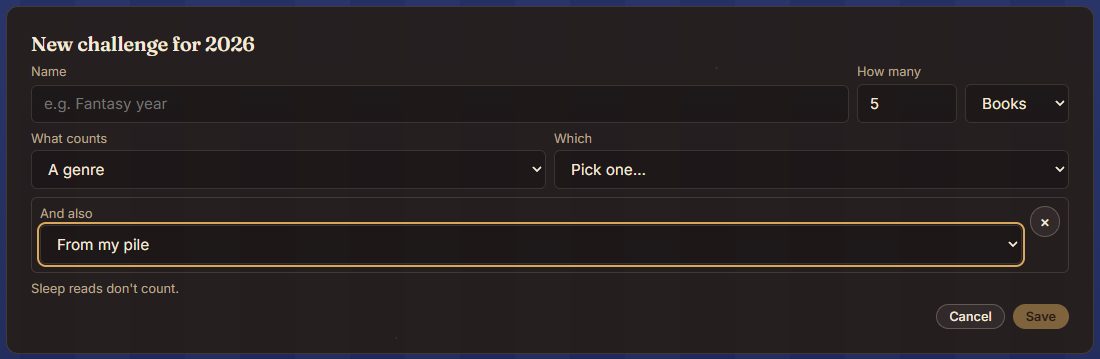 New challenge for 2026
Name How many
e.g. Fantasy year 5 Books
What counts Which
A genre Pick one...
And also
From my pile ×
Sleep reads don't count.
Cancel Save